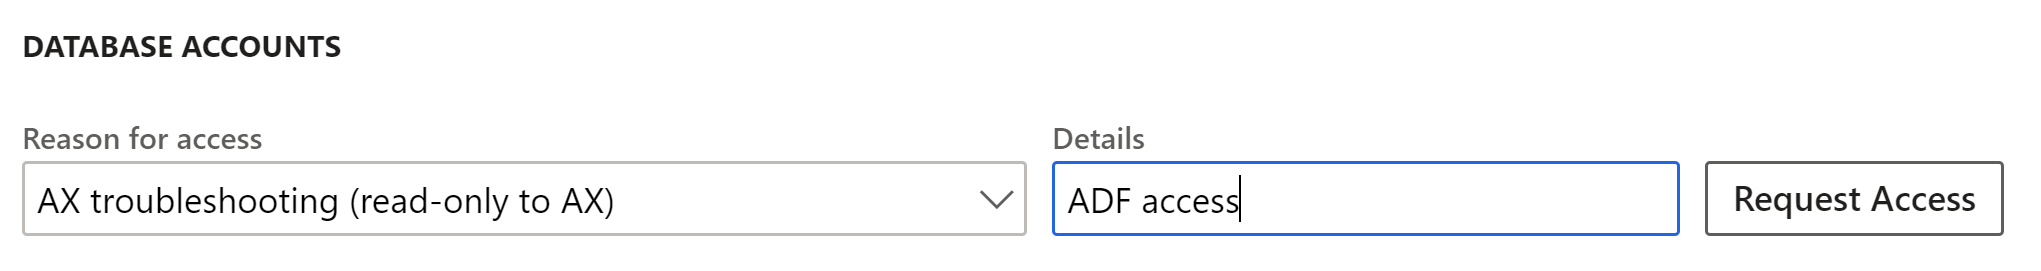 DATABASE ACCOUNTS
Reason for access
Details
AX troubleshooting (read-only to AX)
ADF access
Request Access